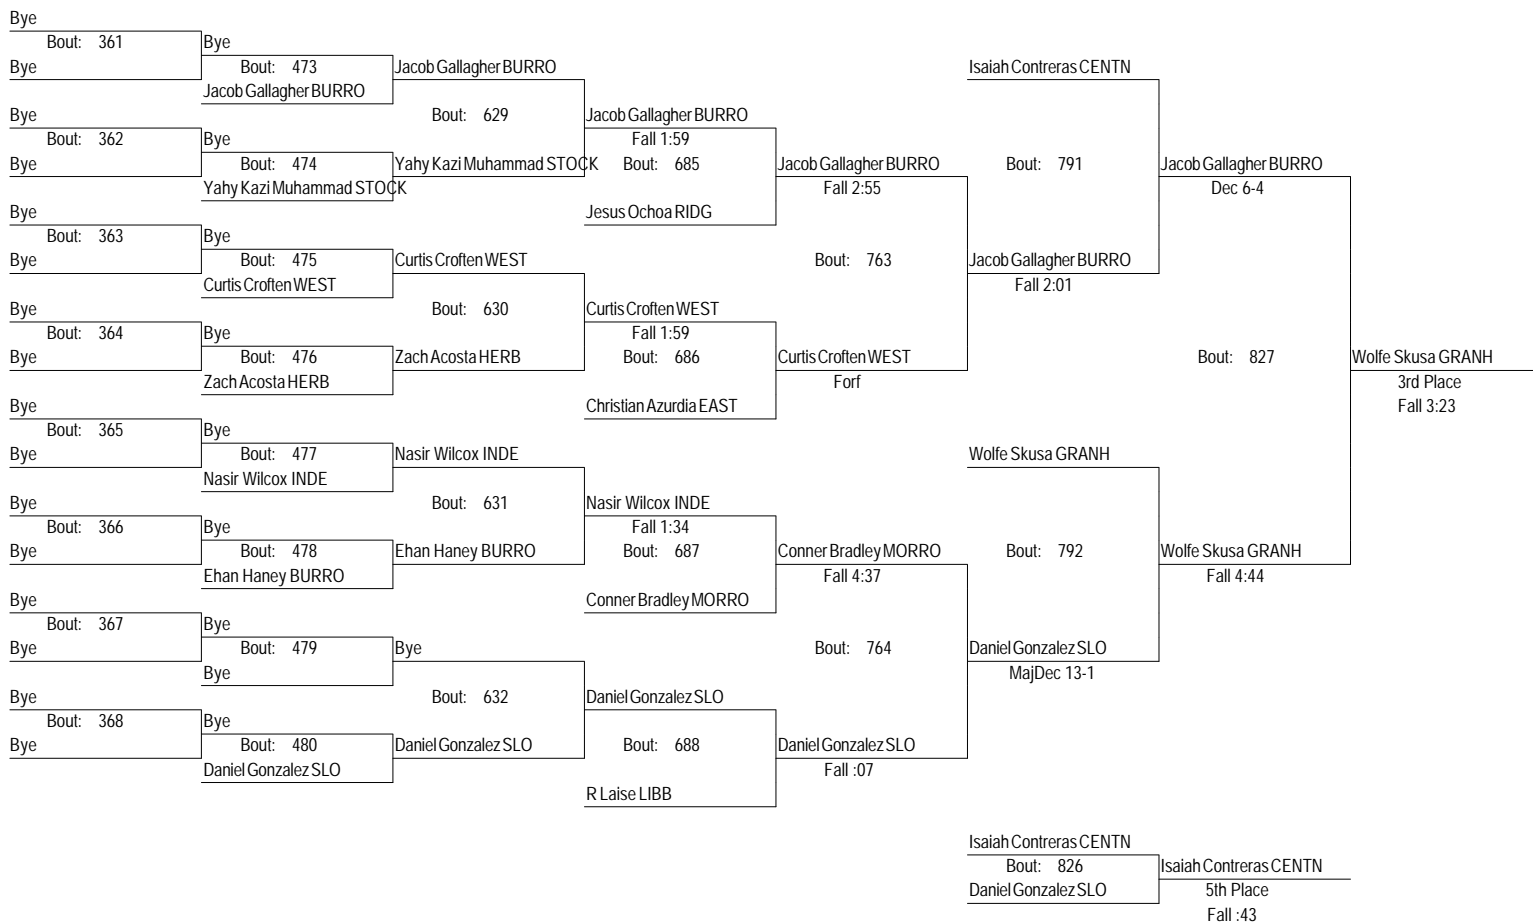 Bye
Bout: 361
Bye
Bye
Bout: 473
Jacob Gallagher BURRO
Jacob Gallagher BURRO
Bye
Bout: 362
Bye
Bye
Bout: 474
Yahy Kazi Muhammad STOCK
Yahy Kazi Muhammad STOCK
Bout: 629
Jacob Gallagher BURRO
Fall 1:59
Bout: 685
Jesus Ochoa RIDG
Jacob Gallagher BURRO
Fall 2:55
Bye
Bout: 363
Bye
Bye
Bout: 475
Curtis Croften WEST
Curtis Croften WEST
Bye
Bout: 364
Bye
Bye
Bout: 476
Zach Acosta HERB
Zach Acosta HERB
Bout: 630
Curtis Croften WEST
Fall 1:59
Bout: 686
Christian Azurdia EAST
Curtis Croften WEST
Forf
Bout: 763
Jacob Gallagher BURRO
Fall 2:01
Isaiah Contreras CENTN
Bout: 791
Jacob Gallagher BURRO
Dec 6-4
Bye
Bout: 365
Bye
Bye
Bout: 477
Nasir Wilcox INDE
Nasir Wilcox INDE
Bye
Bout: 366
Bye
Bye
Bout: 478
Ehan Haney BURRO
Ehan Haney BURRO
Bout: 631
Nasir Wilcox INDE
Fall 1:34
Bout: 687
Conner Bradley MORRO
Conner Bradley MORRO
Fall 4:37
Bye
Bout: 367
Bye
Bye
Bout: 479
Bye
Bye
Bye
Bout: 368
Bye
Bye
Bout: 480
Daniel Gonzalez SLO
Daniel Gonzalez SLO
Bout: 632
Daniel Gonzalez SLO
Bout: 688
R Laise LIBB
Daniel Gonzalez SLO
Fall :07
Bout: 764
Daniel Gonzalez SLO
MajDec 13-1
Wolfe Skusa GRANH
Bout: 792
Wolfe Skusa GRANH
Fall 4:44
Bout: 827
Wolfe Skusa GRANH
3rd Place
Fall 3:23
Isaiah Contreras CENTN
Bout: 826
Daniel Gonzalez SLO
Isaiah Contreras CENTN
5th Place
Fall :43